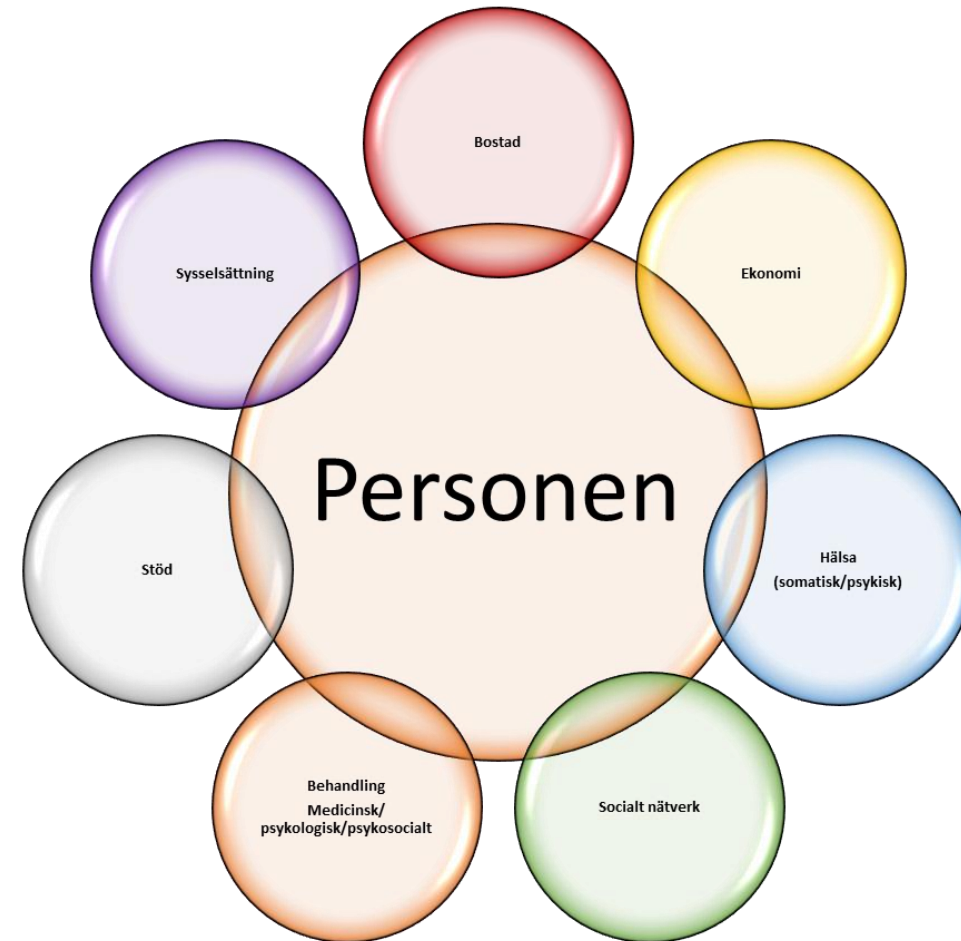 Bostad
Sysselsättning
Ekonomi
Personen
Stöd
Hälsa
(somatisk/psykisk)
Behandling
Medicinsk/
psykologisk/psykosocialt
Socialt nätverk